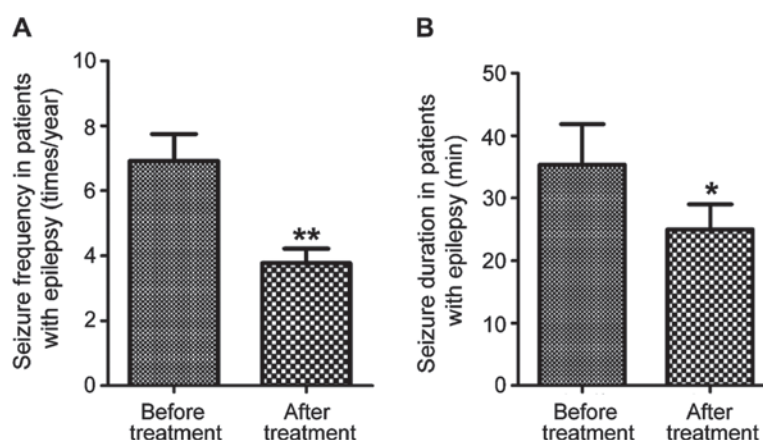 A
Seizure frequency in patients
with epilepsy (times/year)
10
8
6
4
2
0
**
Before
treatment
After
treatment
B
Seizure duration in patients
with epilepsy (min)
50
40
30
20
10
0
*
Before
treatment
After
treatment